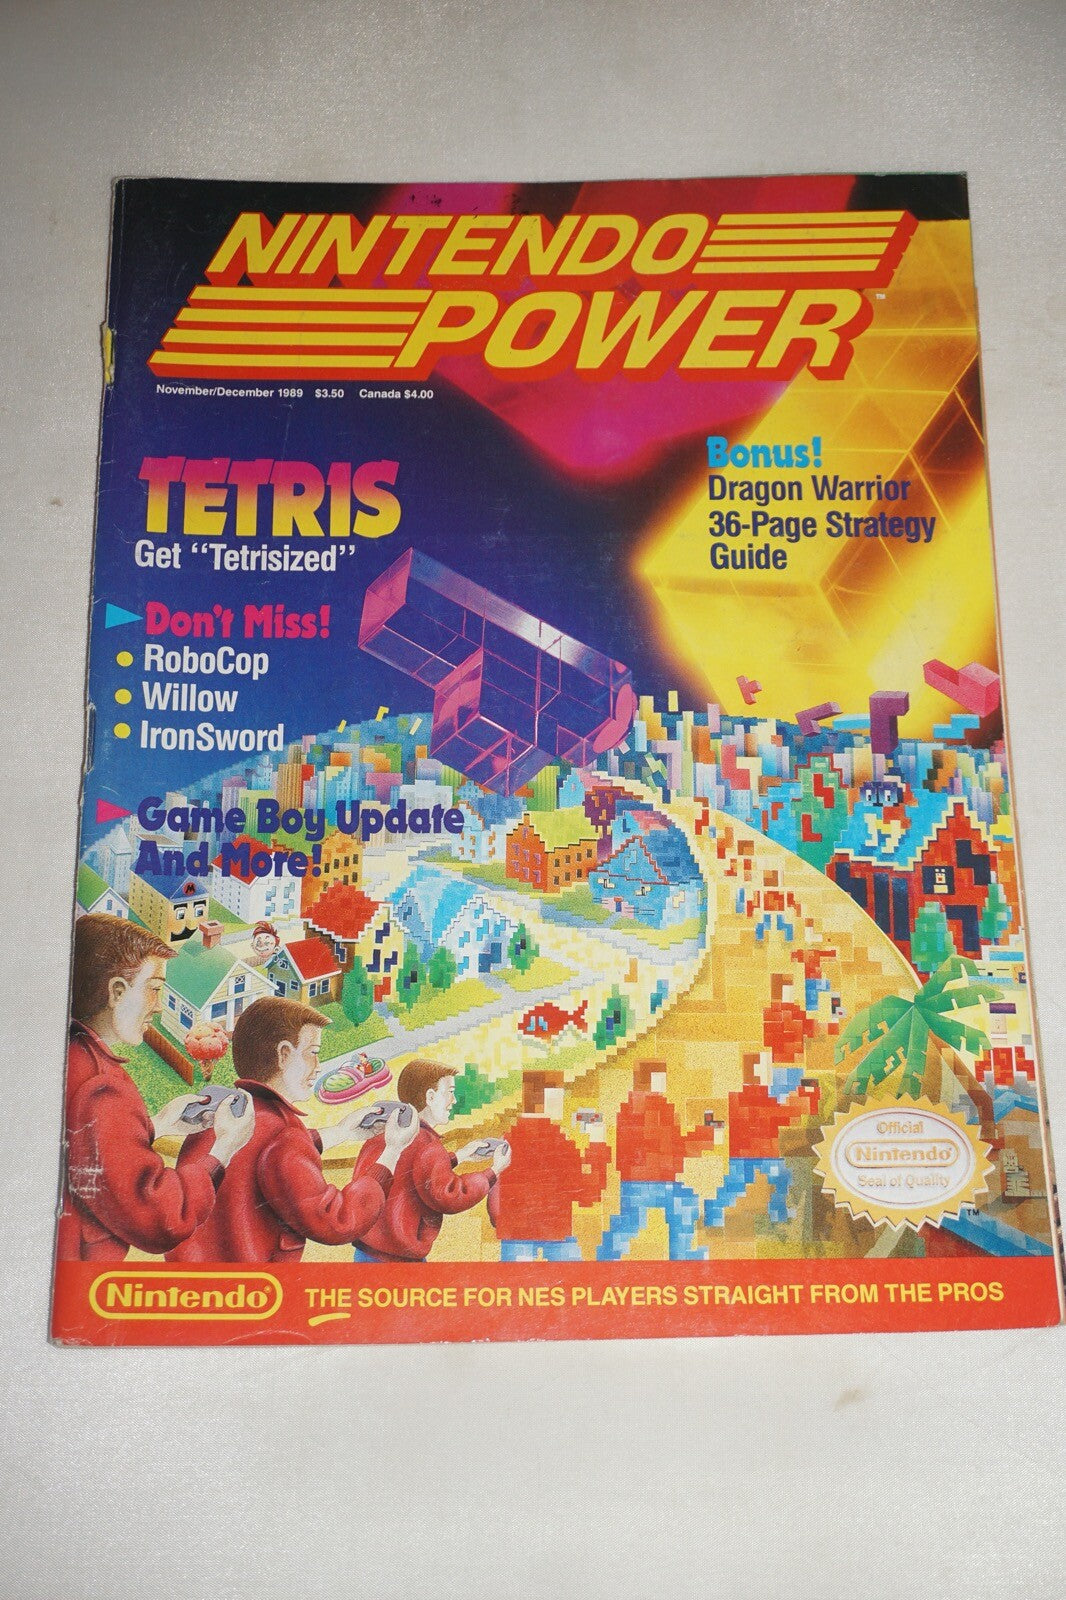 NINTENDO
POWER™
November/December 1989 $3.50 Canada $4.00
TETRIS
Get "Tetrisized"
Bonus!
Dragon Warrior
36-Page Strategy
Guide
Don't Miss!
RoboCop
Willow
IronSword
Game Boy Update
And More!
M
Official
Nintendo
Seal of Quality
TM
Nintendo® THE SOURCE FOR NES PLAYERS STRAIGHT FROM THE PROS